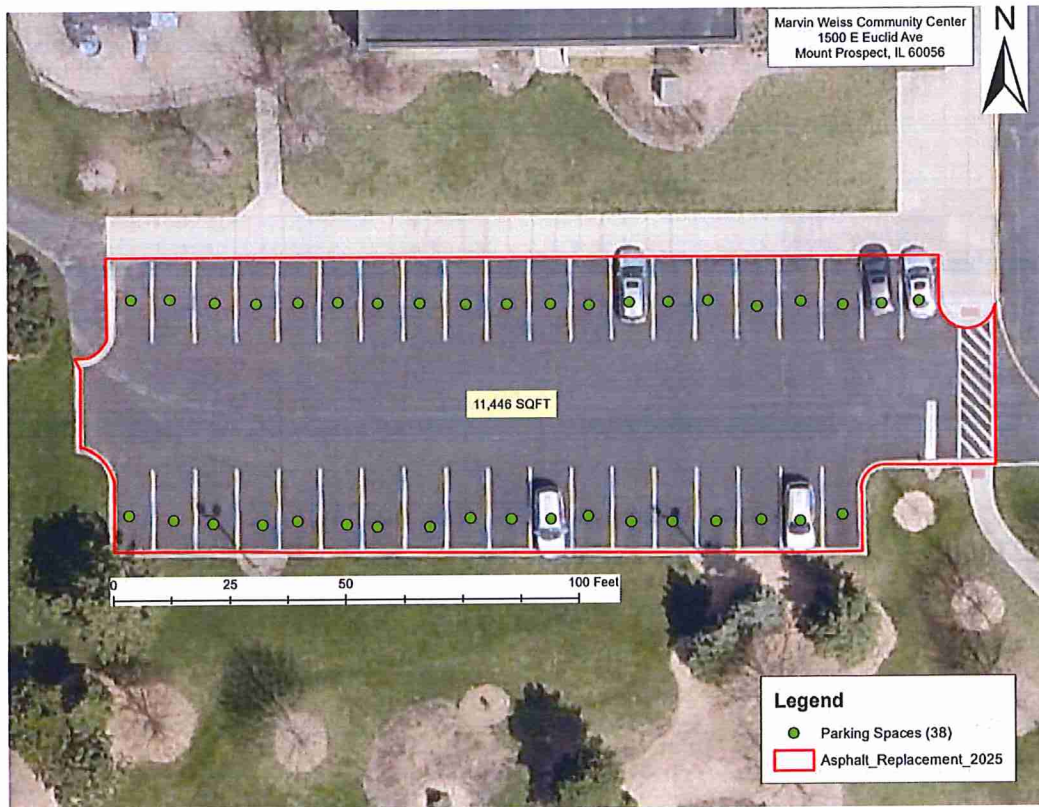 Marvin Weiss Community Center
1500 E Euclid Ave
Mount Prospect, IL 60056
N
11,446 SQFT
0 25 50 100 Feet
Legend
Parking Spaces (38)
Asphalt_Replacement_2025